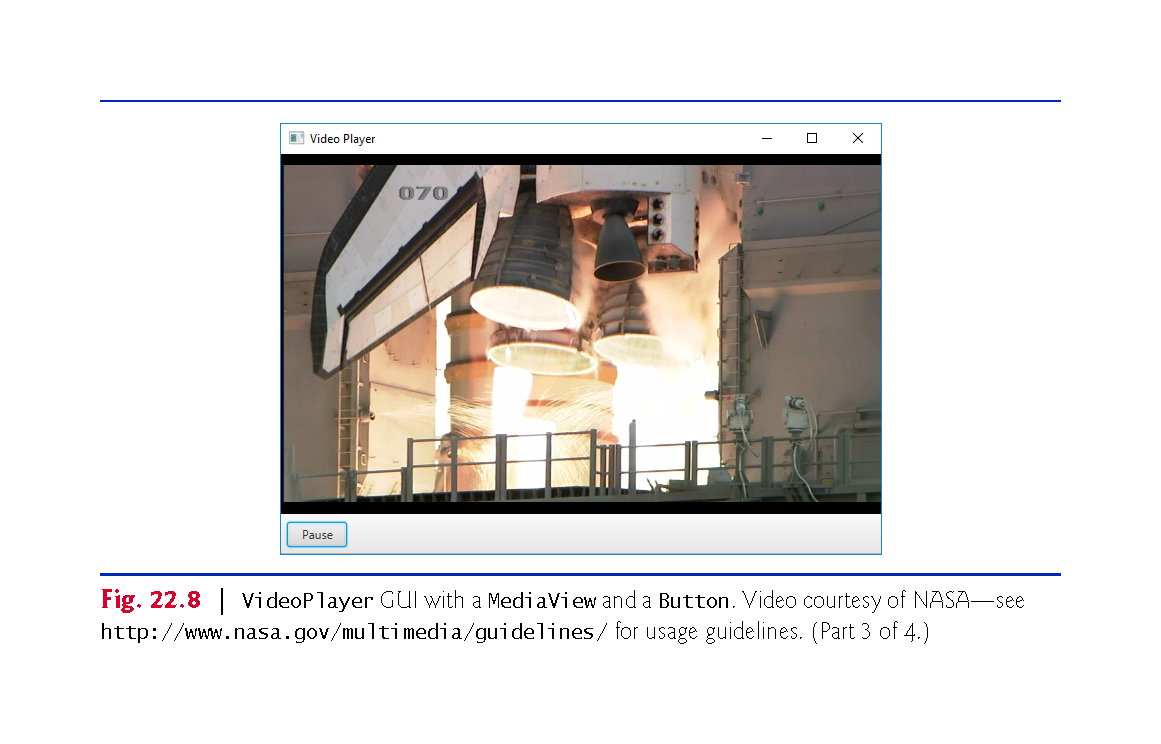 Video Player
070
Pause
Fig. 22.8 | VideoPlayer GUI with a MediaView and a Button. Video courtesy of NASA—see
http://www.nasa.gov/multimedia/guidelines/ for usage guidelines. (Part 3 of 4.)